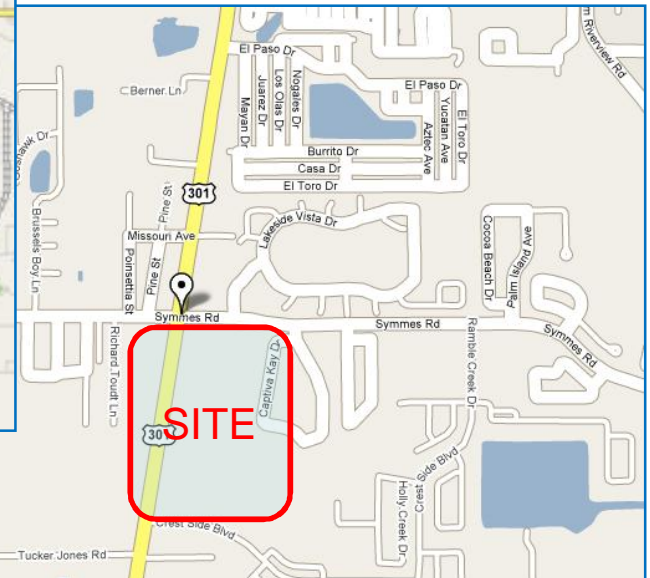 m Riverview Rd
El Paso Dr
El Paso Dr
Berner Ln
Mayan Dr
Juarez Dr
Los Olas Dr
Nogales Dr
Aztec Ave
Yucatan Ave
El Toro Dr
Burrito Dr
Casa Dr
El Toro Dr
301
Pine St
Lakeside Vista Dr
Missouri Ave
Brussels Boy Ln
Poinsettia St
Pine St
Cocoa Beach Dr
Palm Island Ave
Symmes Rd
Symmes Rd
Symmes Rd
Richard Toudt Ln
Captiva Kay Dr
Ramble Creek Dr
SITE
Crest Side Blvd
Holly Creek Dr
Crest Side Blvd
Tucker Jones Rd